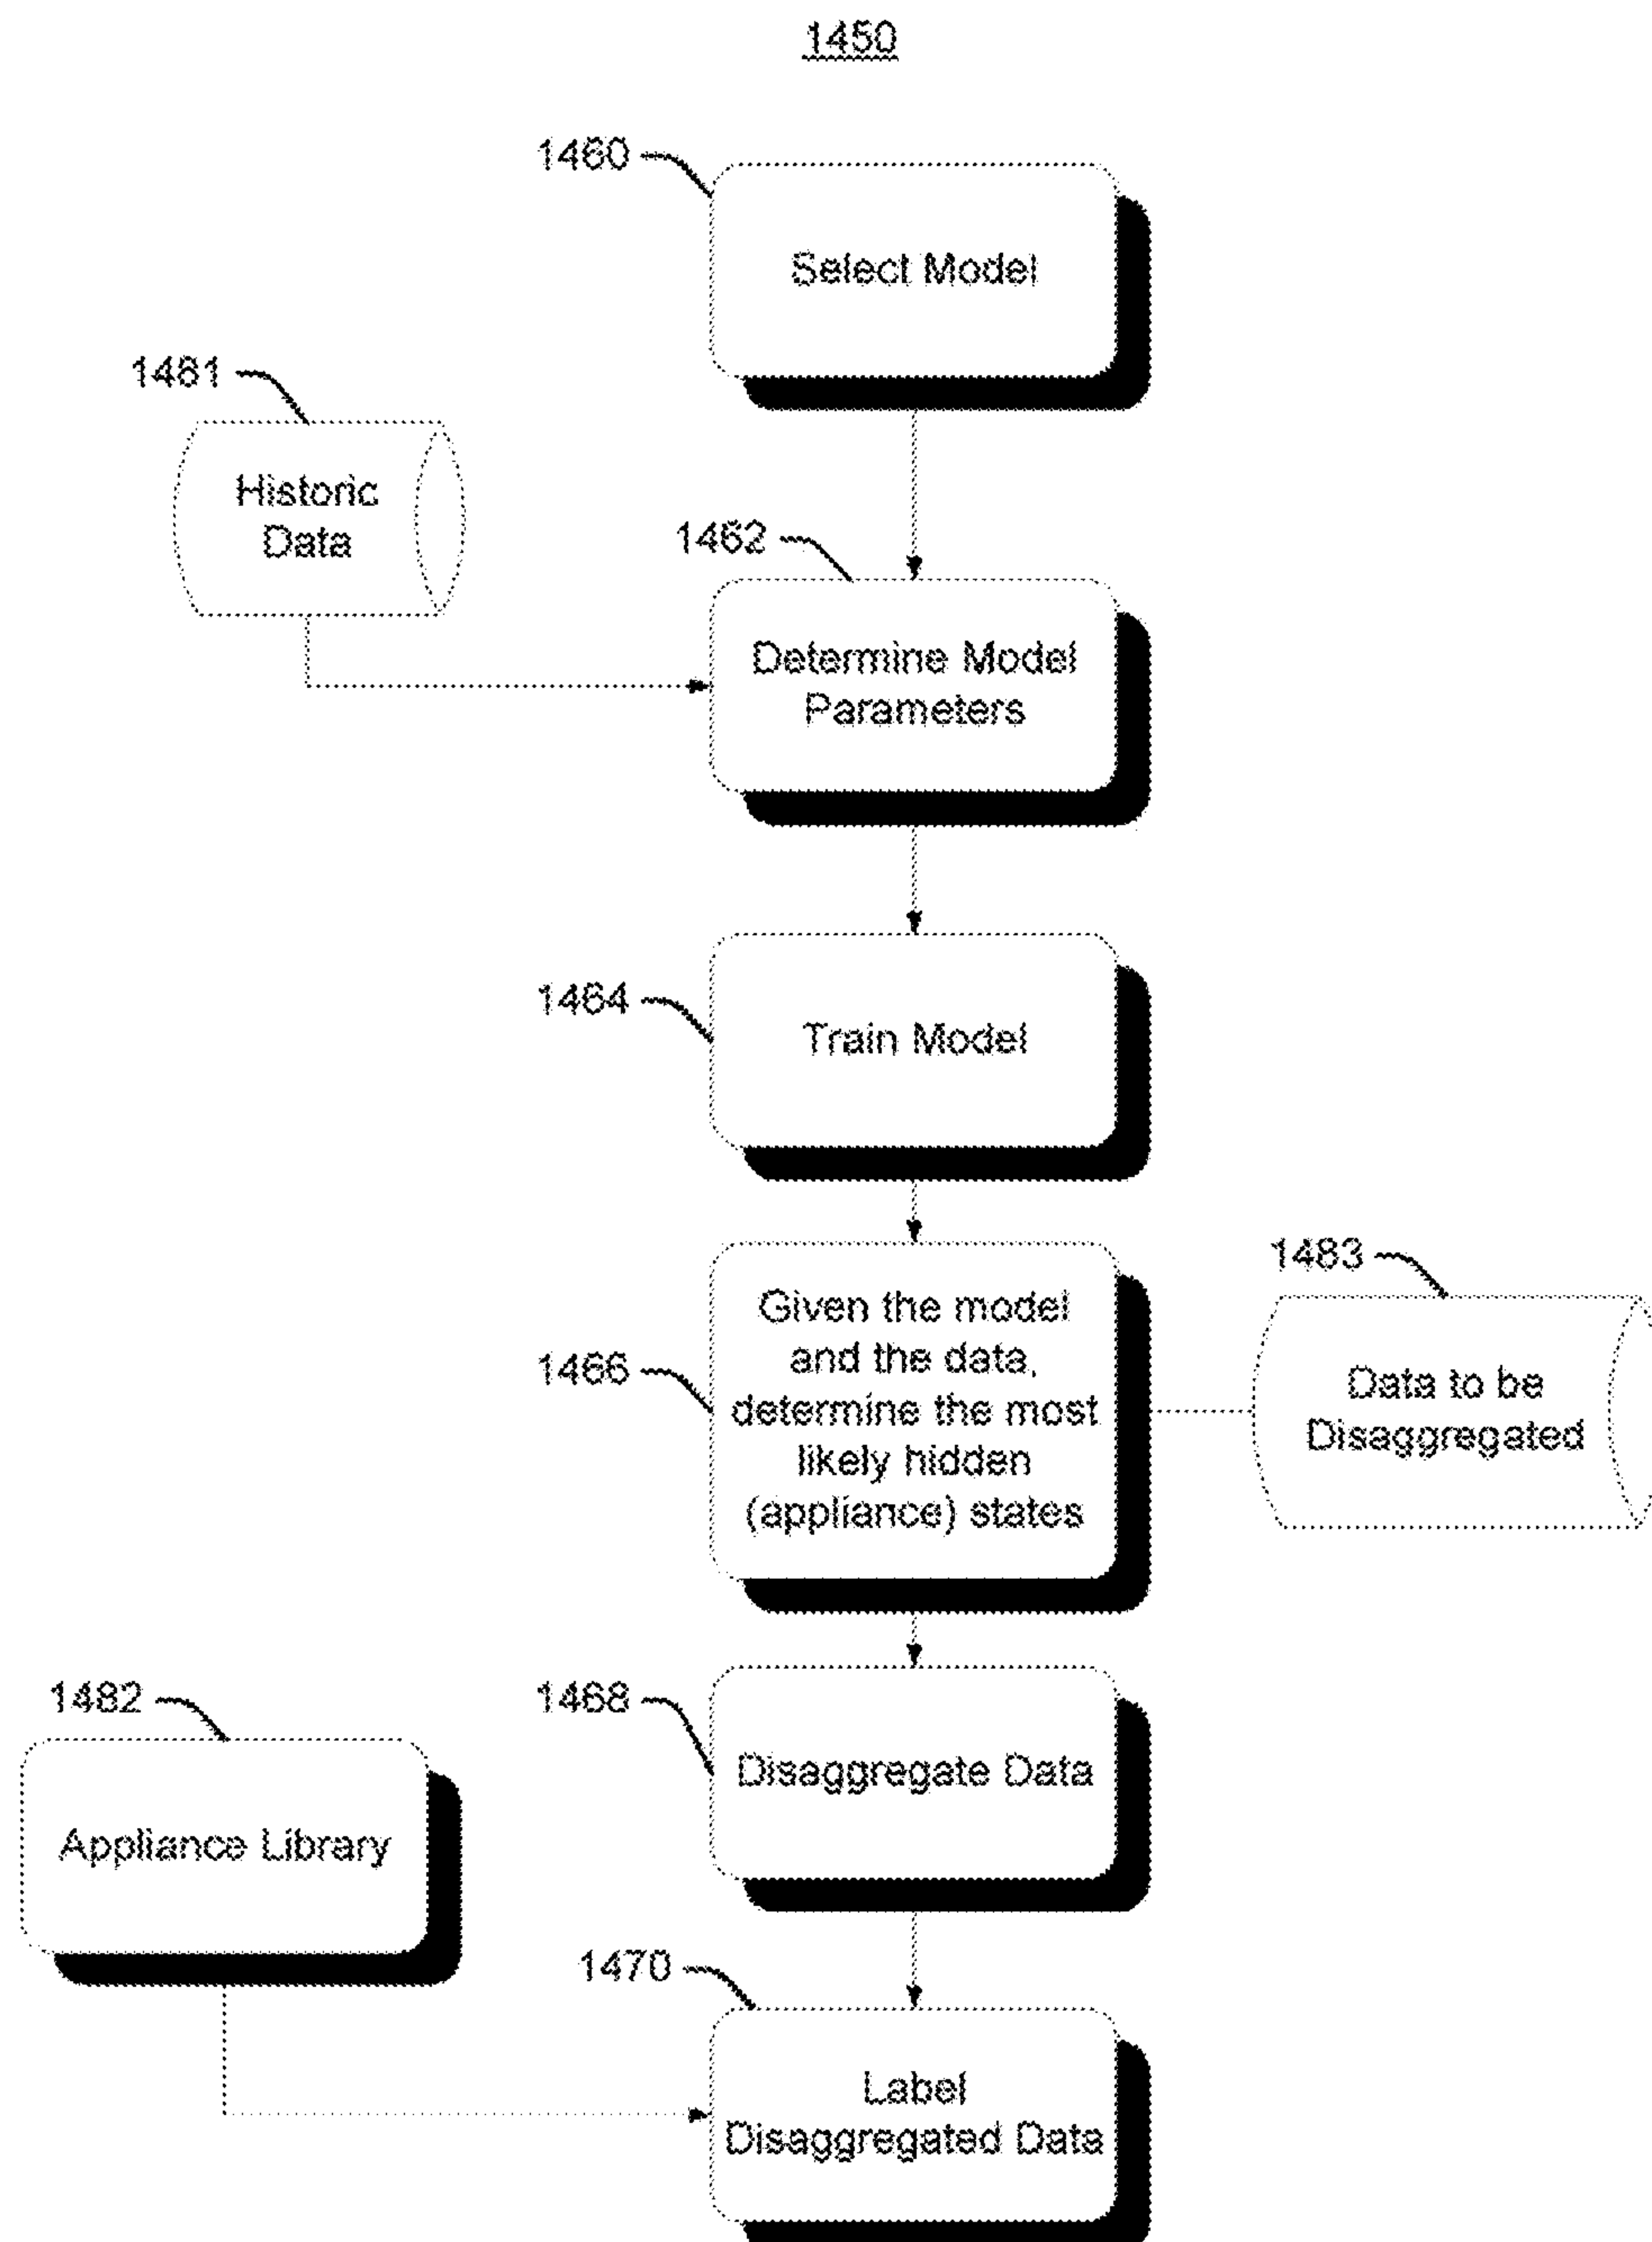 1450
1460
Select Model
1481
Historic
Data
1462
Determine Model
Parameters
1464
Train Model
1466
Given the model
and the data,
determine the most
likely hidden
(appliance) states
1483
Data to be
Disaggregated
1482
Appliance Library
1468
Disaggregate Data
1470
Label
Disaggregated Data